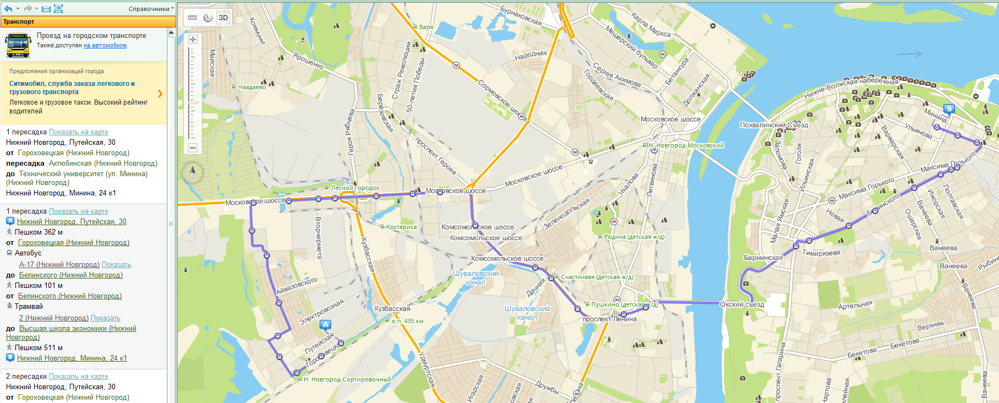 Справочники
Транспорт
Проезд на городском транспорте
Также доступен на автомобиле.
Предложения организаций города
Ситимобил, служба заказа легкового и
грузового транспорта
Легковое и грузовое такси. Высокий рейтинг
водителей
1 пересадка Показать на карте
Нижний Новгород, Путейская, 30
от Гороховецкая (Нижний Новгород)
пересадка Актюбинская (Нижний Новгород)
до Технический университет (ул. Минина)
(Нижний Новгород)
Нижний Новгород, Минина, 24 к1
1 пересадка Показать на карте
A Нижний Новгород, Путейская, 30
Пешком 362 м
от Гороховецкая (Нижний Новгород)
Автобус
А-17 (Нижний Новгород) Показать
до Белинского (Нижний Новгород)
Пешком 101 м
от Белинского (Нижний Новгород)
Трамвай
2 (Нижний Новгород) Показать
до Высшая школа экономики (Нижний
Новгород)
Пешком 511 м
B Нижний Новгород, Минина, 24 к1
2 пересадки Показать на карте
Нижний Новгород, Путейская, 30
от Гороховецкая (Нижний Новгород)
3D
Коммуны
Варя
Бурнаковская
Карла Маркса
Мещерский бульвар
Майская
Ярошенко
Страж Революции
50-летия Победы
Народная
Сергея Акимова
Бетанкура
Гордеевская
Должанская
Чаадаево
Сормовское шоссе
Берёзовская
Героя Рябцева
Московское шоссе
Н. Новгород-Московский
проспект Героев
Нижне-Волжская набережная
Похвалинский Съезд
Минина
B
Ульянова
Варварская
Заломова
Гоголя
Ильинская
Максима Горького
Максима Горького
Московское шоссе
Чкалова
Литвинова
Лесной городок
Московское шоссе
Московское шоссе
Зеленодольская
Белинского
Новая
Ижорская
Полтавская
Ванеева
Ошарская
Малая Ямская
Костариха
Вторчермета
Комсомольское шоссе
Комсомольское шоссе
Родина (детская ж/д)
Кузбасская
Комсомольское шоссе
Тимирязева
Барминская
Ванеева
Ванеева
Ванеева
Шуваловский
канал
Счастливая (детская ж/д)
Дачная
Айвазовского
Электровозная
Кузбасская
о.п. 435 км
Шуваловский
канал
Пушкино (детская ж/д)
проспект Ленина
Окский съезд
Артельная
Верхняя
Бекетова
Бекетова
A
Путейская
Н. Новгород-Сортировочный
Удмуртская
Игарская
Дружбы
проспект Гагарина
Ванеева